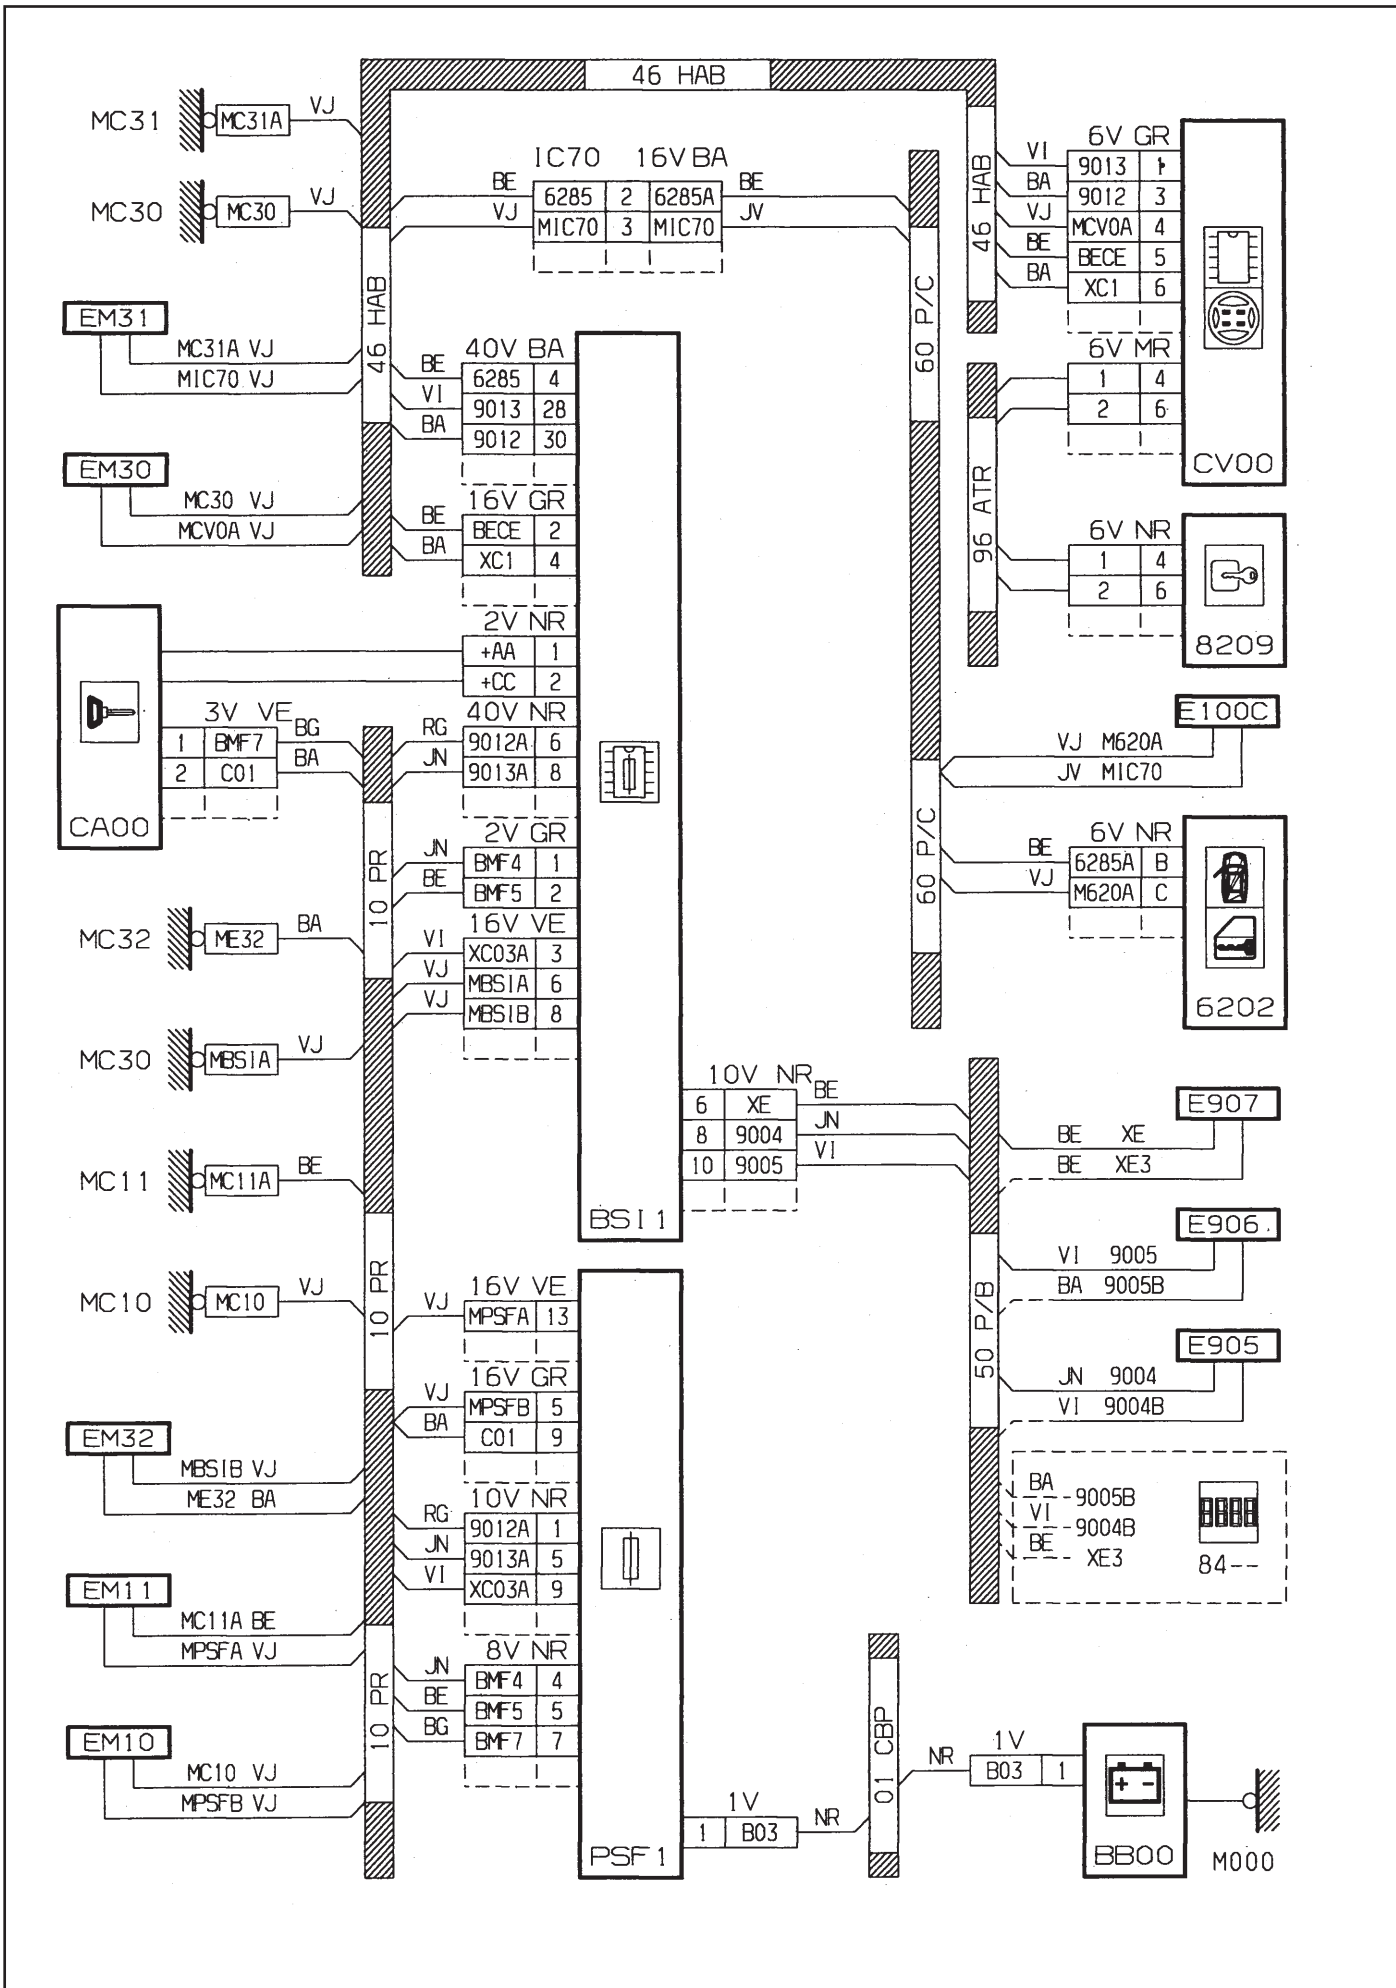 46 HAB
MC31 MC31A VJ
MC30 MC30 VJ
IC70 16V BA
BE 6285 2 6285A BE
VJ MIC70 3 MIC70 JV
46 HAB
46 HAB
60 P/C
6V GR
VI 9013 1
BA 9012 3
VJ MCV0A 4
BE BECE 5
BA XC1 6
6V MR
1 4
2 6
CV00
EM31
MC31A VJ
MIC70 VJ
40V BA
BE 6285 4
VI 9013 28
BA 9012 30
EM30
MC30 VJ
MCV0A VJ
16V GR
BE BECE 2
BA XC1 4
96 ATR
6V NR
1 4
2 6
8209
2V NR
+AA 1
+CC 2
CA00
3V VE
1 BMF7 BG
2 C01 BA
40V NR
RG 9012A 6
JN 9013A 8
E100C
VJ M620A
JV MIC70
10 PR
2V GR
JN BMF4 1
BE BMF5 2
60 P/C
6V NR
BE 6285A B
VJ M620A C
6202
MC32 ME32 BA
16V VE
VI XC03A 3
VJ MBSIA 6
VJ MBSIB 8
MC30 MBSIA VJ
10V NR
6 XE BE
8 9004 JN
10 9005 VI
BSI1
E907
BE XE
BE XE3
MC11 MC11A BE
E906
VI 9005
BA 9005B
50 P/B
MC10 MC10 VJ
10 PR
16V VE
VJ MPSFA 13
E905
JN 9004
VI 9004B
16V GR
VJ MPSFB 5
BA C01 9
EM32
MBSIB VJ
ME32 BA
BA 9005B
VI 9004B
BE XE3
84--
10V NR
RG 9012A 1
JN 9013A 5
VI XC03A 9
EM11
MC11A BE
MPSFA VJ
10 PR
8V NR
JN BMF4 4
BE BMF5 5
BG BMF7 7
EM10
MC10 VJ
MPSFB VJ
PSF1
1V
1 B03 NR
01 CBP
1V
NR B03 1
+ -
BB00
M000